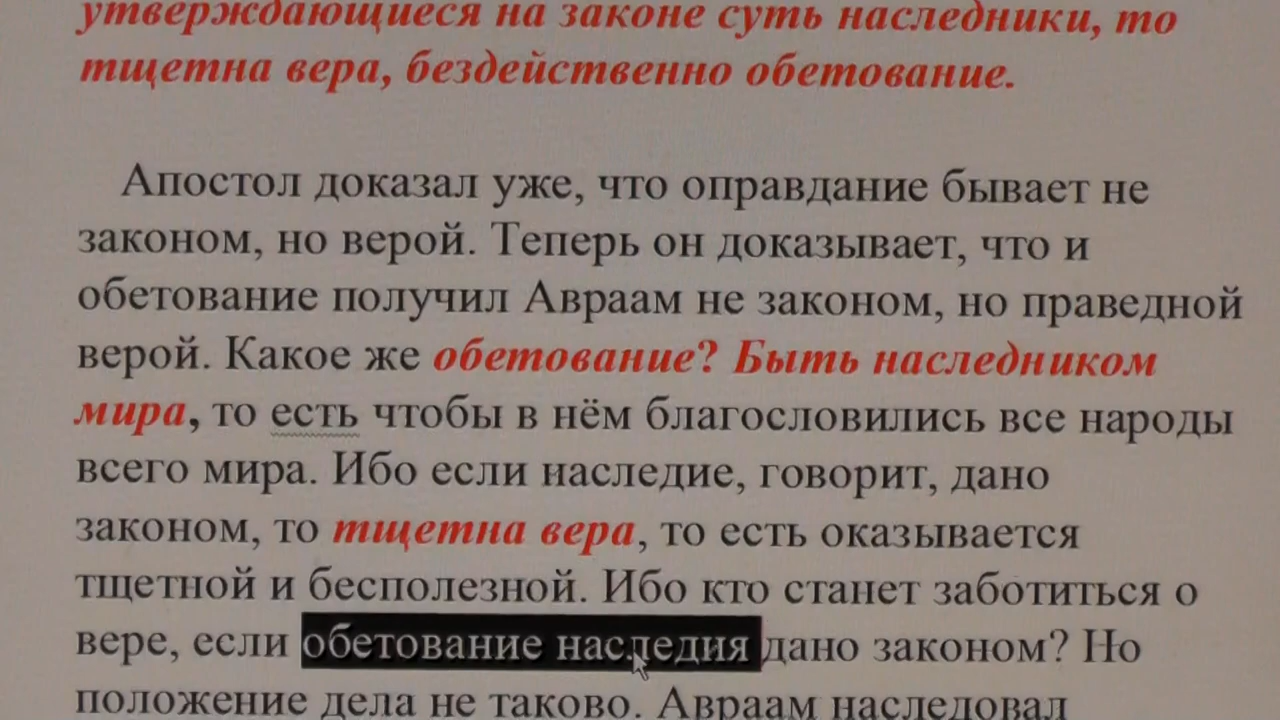 утверждающиеся на законе суть наследники, то
тщетна вера, бездейственно обетование.
Апостол доказал уже, что оправдание бывает не
законом, но верой. Теперь он доказывает, что и
обетование получил Авраам не законом, но праведной
верой. Какое же обетование? Быть наследником
мира, то есть чтобы в нём благословились все народы
всего мира. Ибо если наследие, говорит, дано
законом, то тщетна вера, то есть оказывается
тщетной и бесполезной. Ибо кто станет заботиться о
вере, если обетование наследия дано законом? Но
положение дела не таково. Авраам наследовал